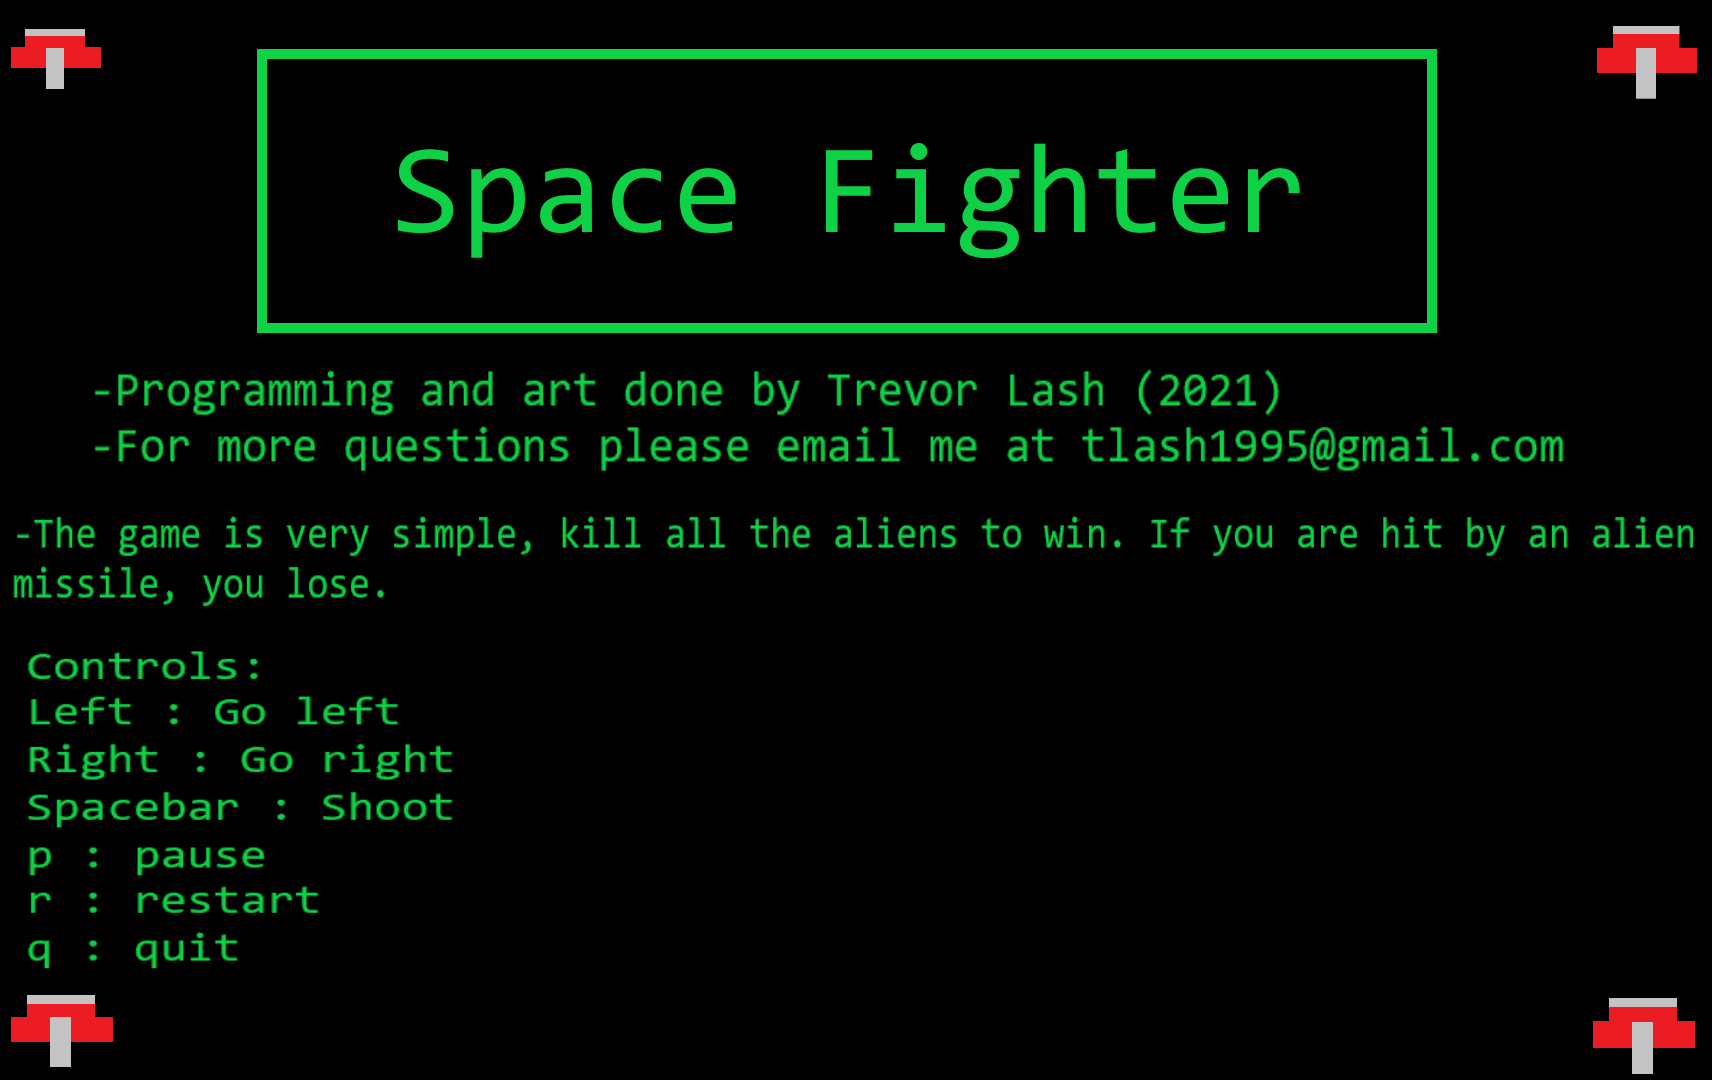 Space Fighter
-Programming and art done by Trevor Lash (2021)
-For more questions please email me at tlash1995@gmail.com
-The game is very simple, kill all the aliens to win. If you are hit by an alien
missile, you lose.
Controls:
Left : Go left
Right : Go right
Spacebar : Shoot
p : pause
r : restart
q : quit